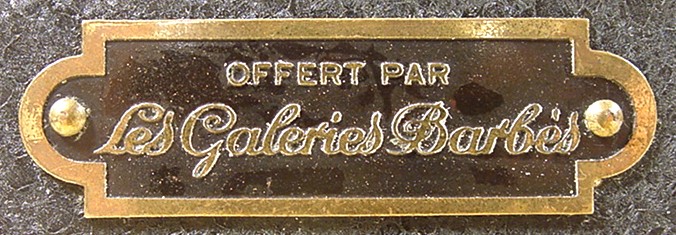 OFFERT PAR
Les Galeries Barbès